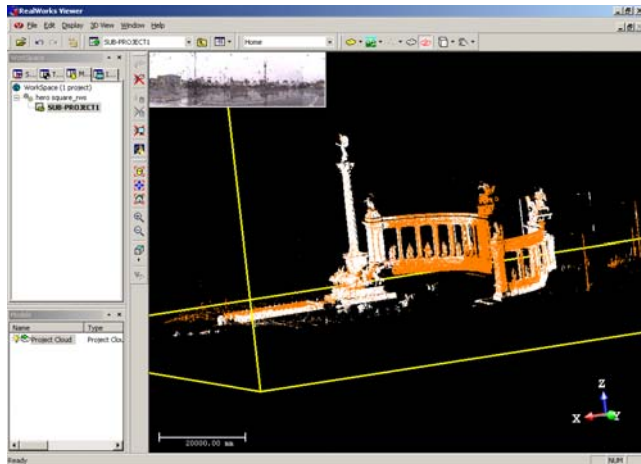 RealWorks Viewer
File Edit Display 3D View Window Help
SUB-PROJECT1
Home
WorkSpace
S... T... M... I...
WorkSpace (1 project)
hero square_rws
SUB-PROJECT1
Models
Name Type
Project Cloud Project Clou
Z
X Y
20000.00 mm
Ready
NUM